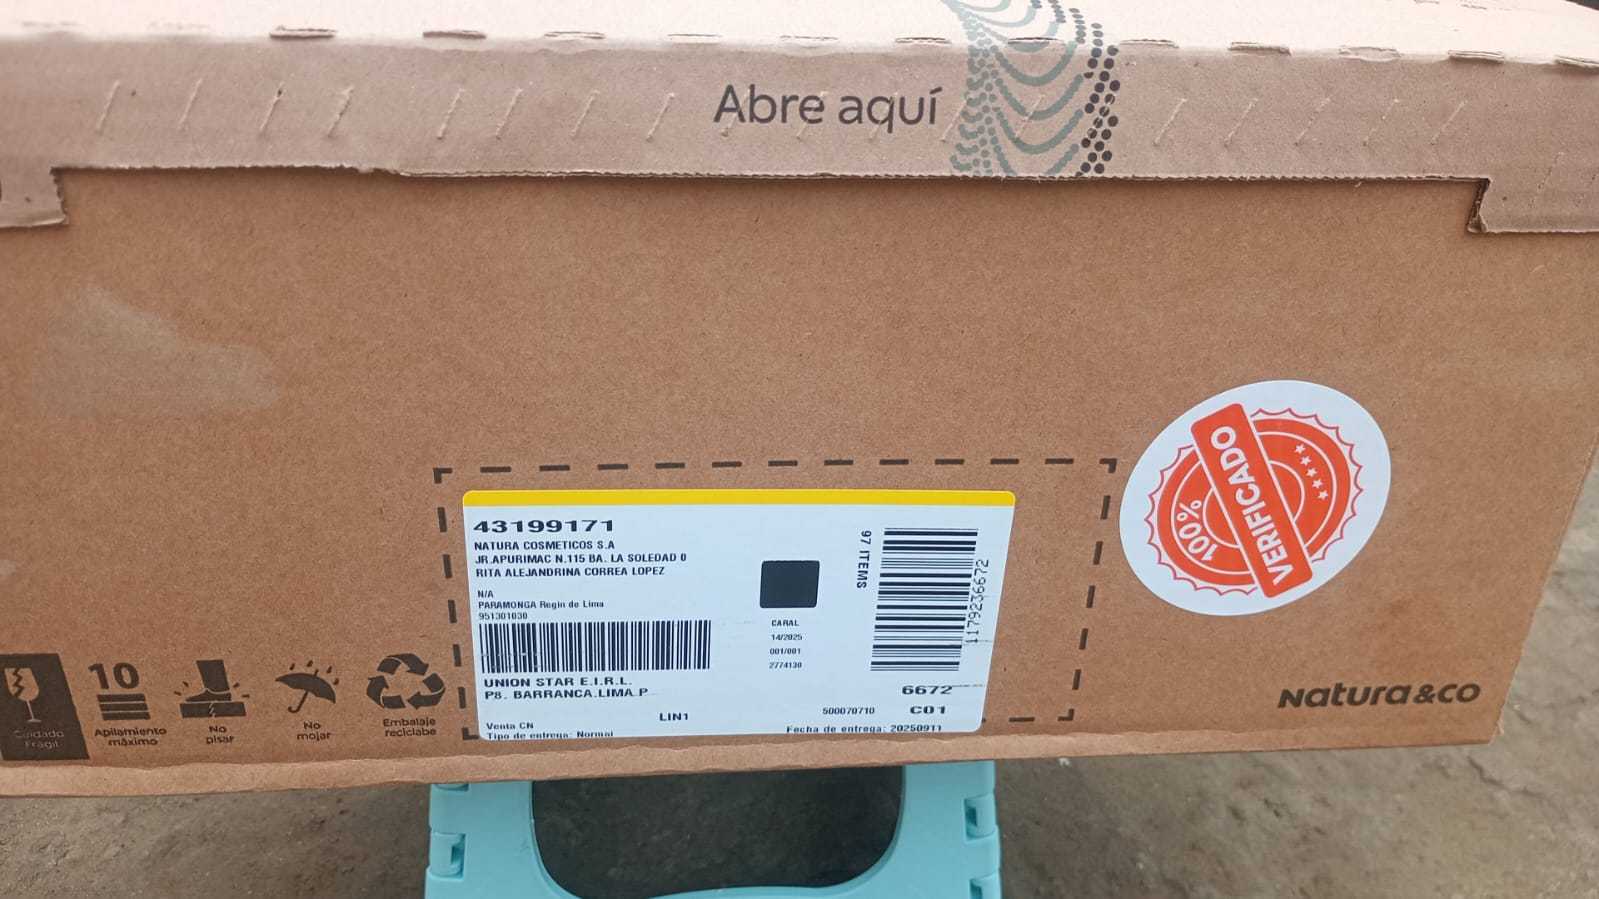 Abre aquí
100%
VERIFICADO
43199171
NATURA COSMETICOS S.A
JR.APURIMAC N.115 BA. LA SOLEDAD 0
RITA ALEJANDRINA CORREA LOPEZ
N/A
PARAMONGA Regin de Lima
951301030
CARAL
14/2025
001/001
2774130
97 ITEMS
1179236672
UNION STAR E.I.R.L.
P8. BARRANCA.LIMA.P
LIN1
6672
500070710
C01
Venta CN
Tipo de entrega: Normal
Fecha de entrega: 20250911
Cuidado
Frágil
10
Apilamiento
máximo
No
pisar
No
mojar
Embalaje
reciclabe
Natura&co